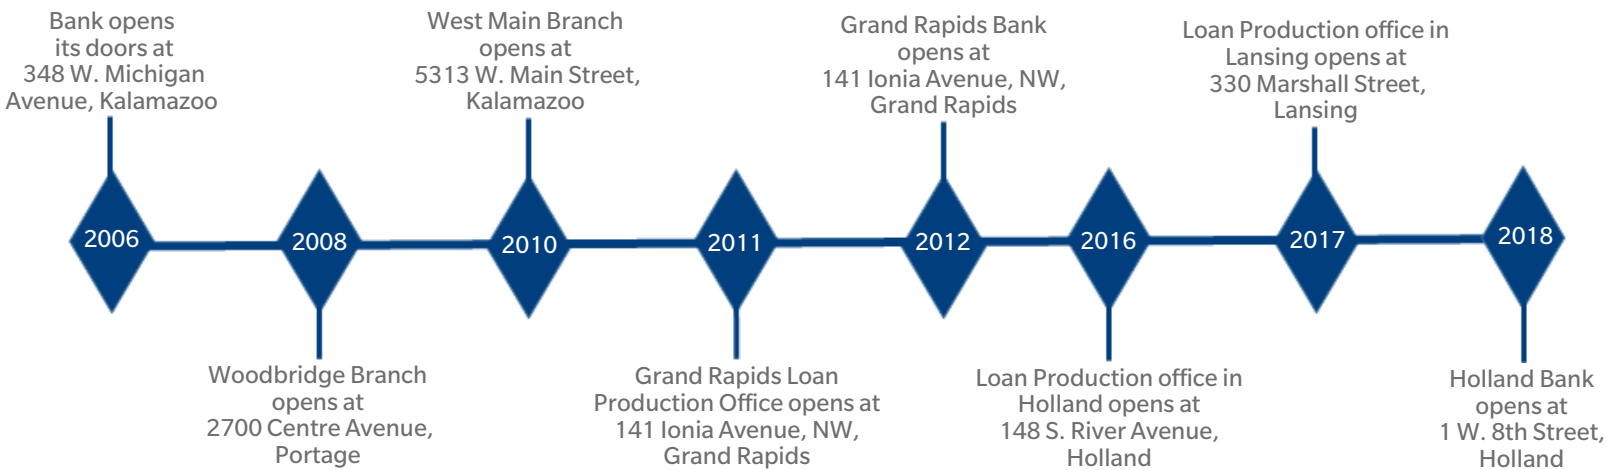 Bank opens
its doors at
348 W. Michigan
Avenue, Kalamazoo
West Main Branch
opens at
5313 W. Main Street,
Kalamazoo
Grand Rapids Bank
opens at
141 Ionia Avenue, NW,
Grand Rapids
Loan Production office in
Lansing opens at
330 Marshall Street,
Lansing
2006
2008
2010
2011
2012
2016
2017
2018
Woodbridge Branch
opens at
2700 Centre Avenue,
Portage
Grand Rapids Loan
Production Office opens at
141 Ionia Avenue, NW,
Grand Rapids
Loan Production office in
Holland opens at
148 S. River Avenue,
Holland
Holland Bank
opens at
1 W. 8th Street,
Holland